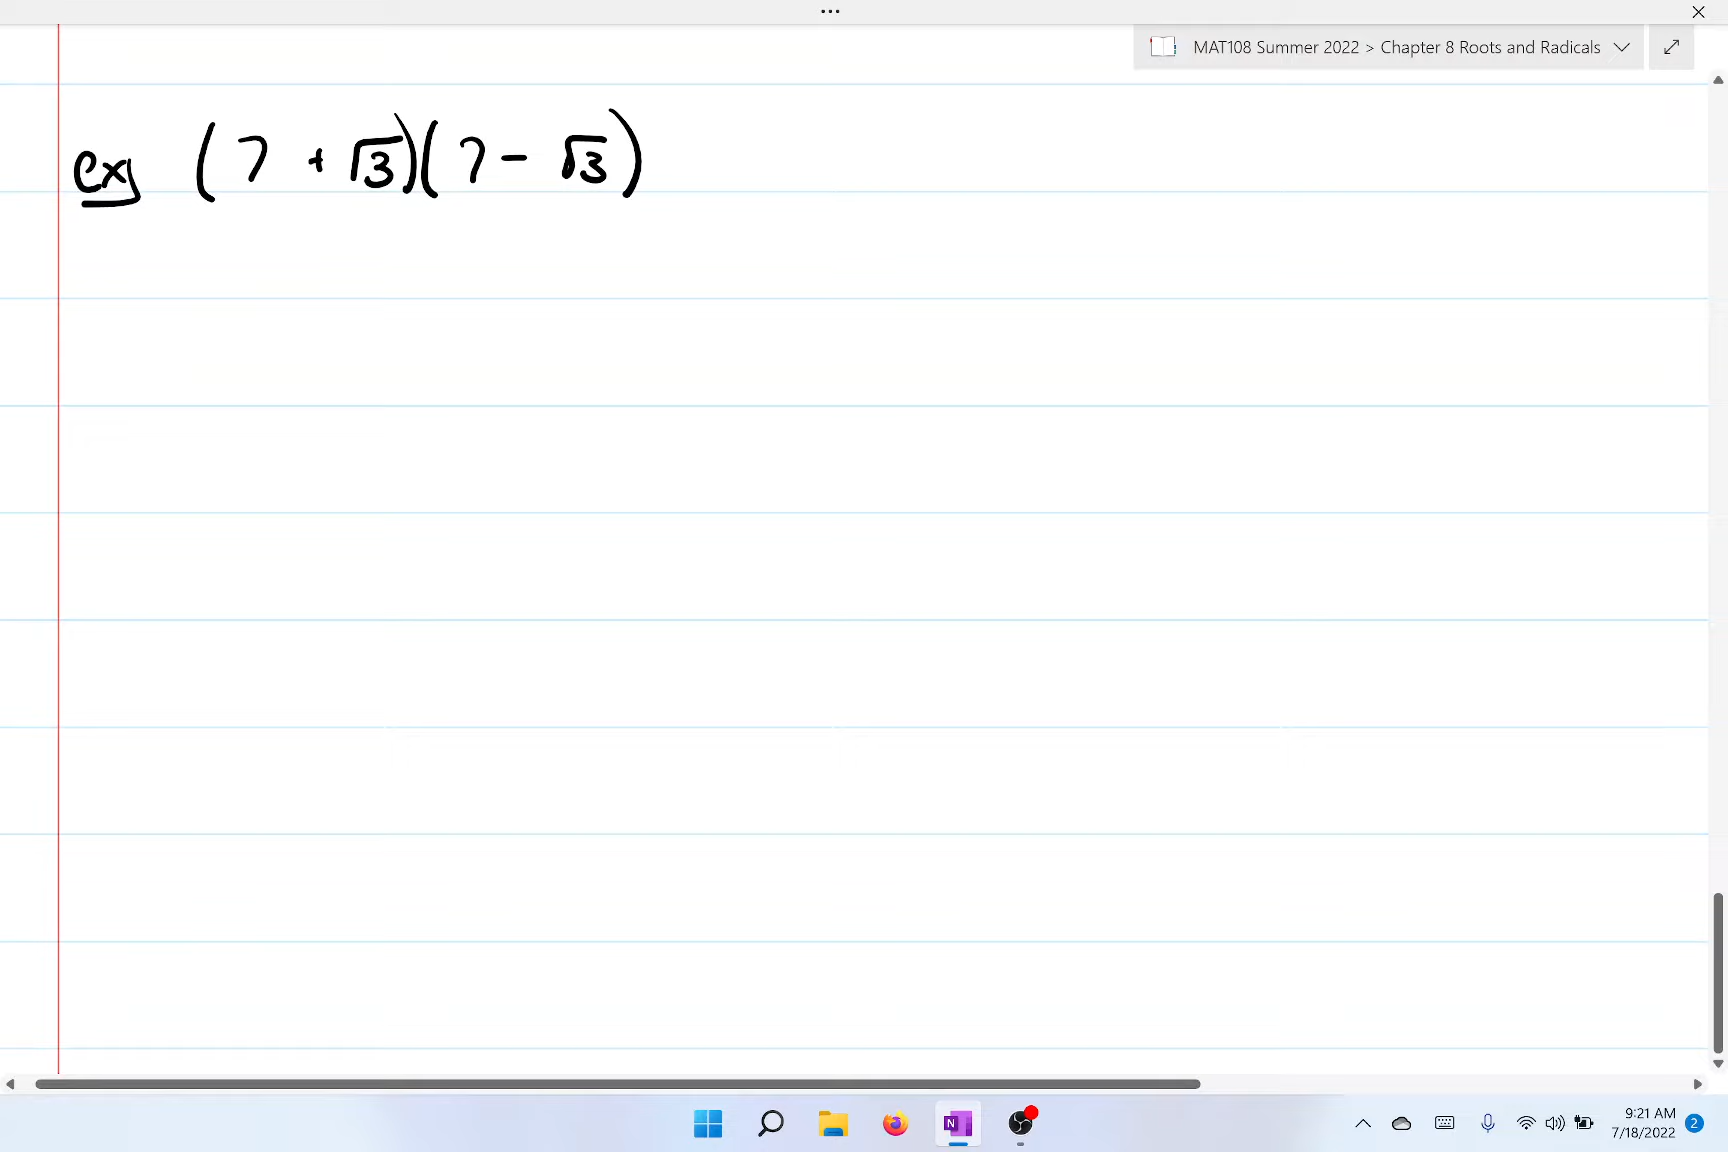 MAT108 Summer 2022 > Chapter 8 Roots and Radicals
ex) (7 + √3)(7 - √3)
9:21 AM
7/18/2022
2